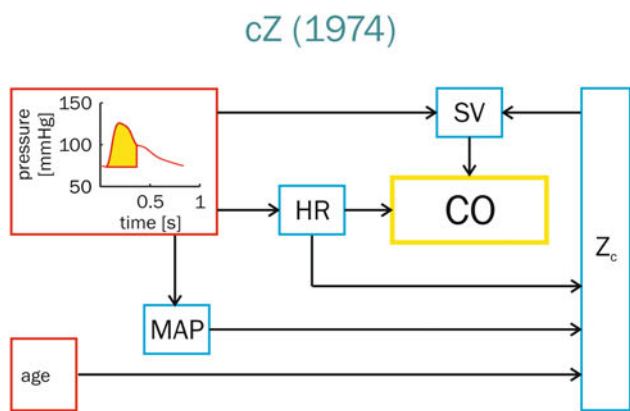 cZ (1974)
pressure
[mmHg]
150
100
50
0.5
1
time [s]
SV
HR
CO
Zc
MAP
age